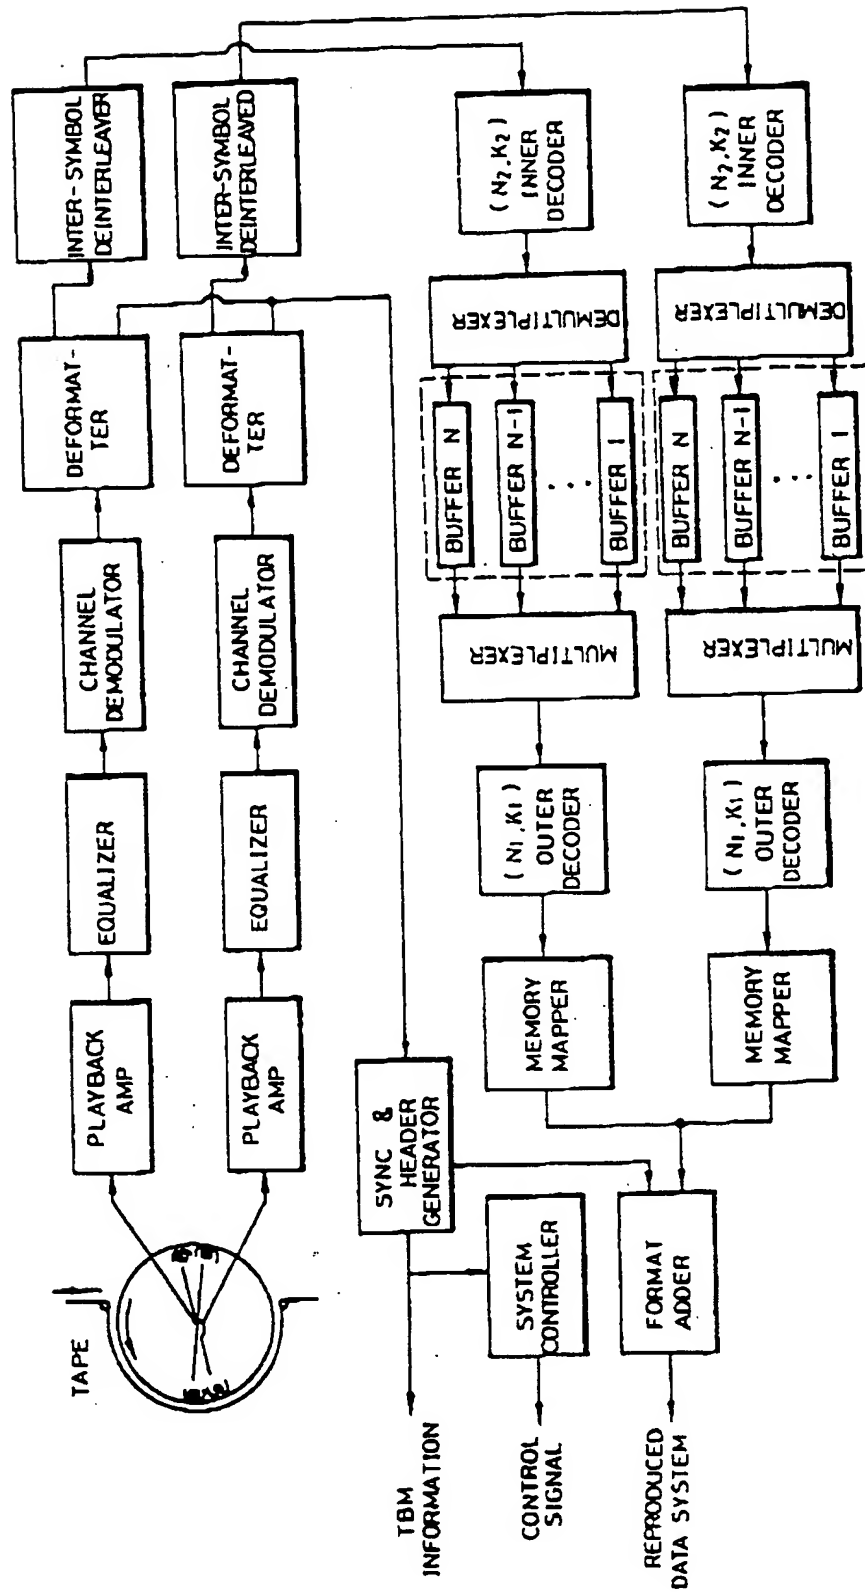 TAPE
PLAYBACK
AMP
EQUALIZER
CHANNEL
DEMODULATOR
DEFORMAT-
TER
INTER-SYMBOL
DEINTERLEAVER
PLAYBACK
AMP
EQUALIZER
CHANNEL
DEMODULATOR
DEFORMAT-
TER
INTER-SYMBOL
DEINTERLEAVED
TBM
INFORMATION
SYNC &
HEADER
GENERATOR
CONTROL
SIGNAL
SYSTEM
CONTROLLER
REPRODUCED
DATA SYSTEM
FORMAT
ADDER
MEMORY
MAPPER
(N1,K1)
OUTER
DECODER
MULTIPLEXER
BUFFER N
BUFFER N-1
...
BUFFER 1
DEMULTIPLEXER
(N2,K2)
INNER
DECODER
MEMORY
MAPPER
(N1,K1)
OUTER
DECODER
MULTIPLEXER
BUFFER N
BUFFER N-1
...
BUFFER 1
DEMULTIPLEXER
(N2,K2)
INNER
DECODER